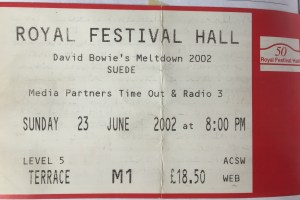 ROYAL FESTIVAL HALL
David Bowie's Meltdown 2002
SUEDE
Media Partners Time Out & Radio 3
SUNDAY 23 JUNE 2002 at 8:00 PM
LEVEL 5
ACSW
TERRACE M1 £18.50 WEB
50
Royal Festival Hall